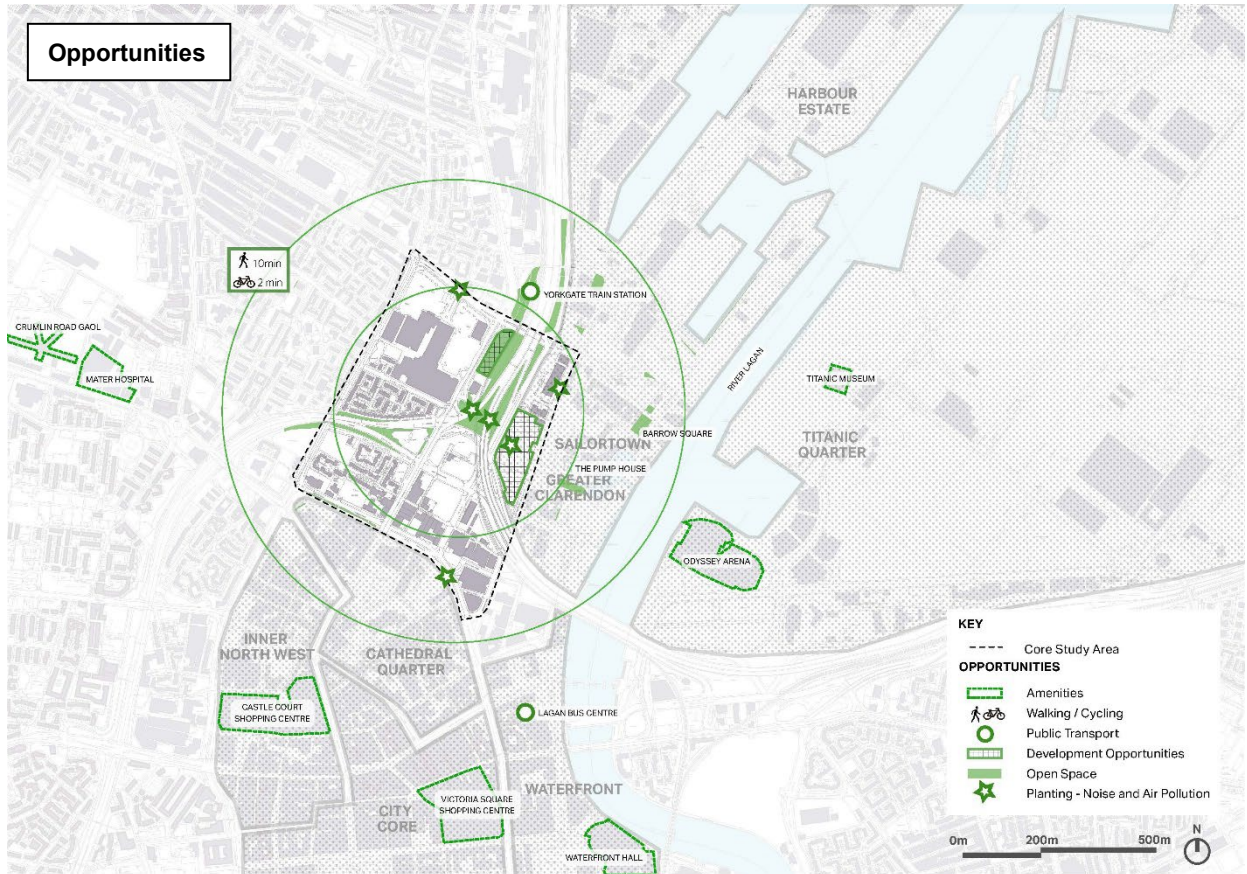 Opportunities
HARBOUR
ESTATE
10min
2 min
YORKGATE TRAIN STATION
CRUMLIN ROAD GAOL
MATER HOSPITAL
RIVER LAGAN
TITANIC MUSEUM
BARROW SQUARE
SAILORTOWN
TITANIC
QUARTER
THE PUMP HOUSE
GREATER
CLARENDON
ODYSSEY ARENA
INNER
NORTH WEST
CATHEDRAL
QUARTER
CASTLE COURT
SHOPPING CENTRE
LAGAN BUS CENTRE
WATERFRONT
VICTORIA SQUARE
SHOPPING CENTRE
CITY
CORE
WATERFRONT HALL
KEY
Core Study Area
OPPORTUNITIES
Amenities
Walking / Cycling
Public Transport
Development Opportunities
Open Space
Planting - Noise and Air Pollution
0m 200m 500m
N